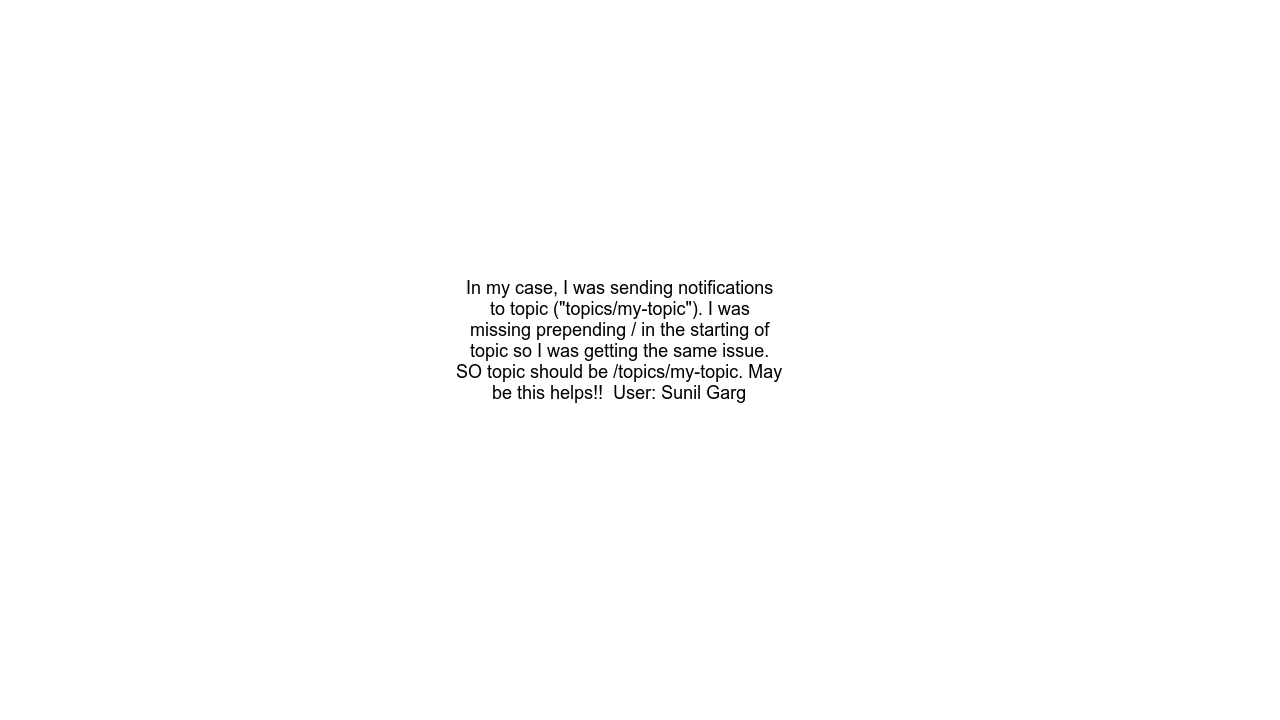 In my case, I was sending notifications
to topic ("topics/my-topic"). I was
missing prepending / in the starting of
topic so I was getting the same issue.
SO topic should be /topics/my-topic. May
be this helps!!  User: Sunil Garg